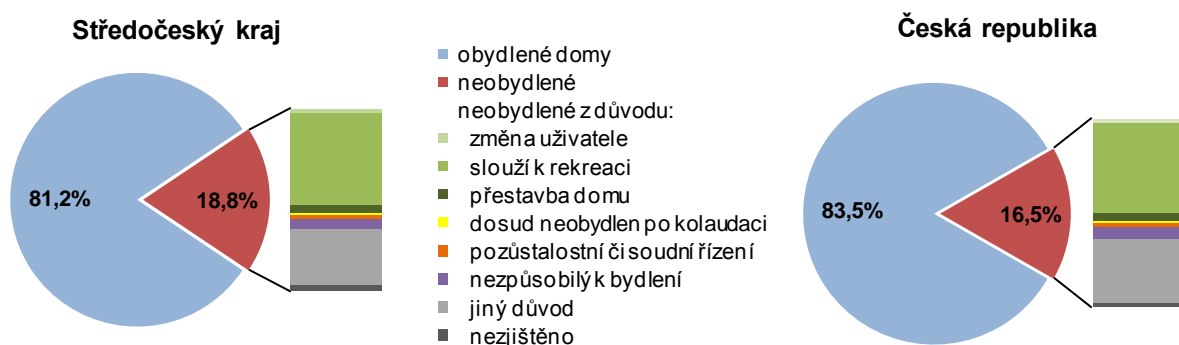 Středočeský kraj
81,2%
18,8%
obydlené domy
neobydlené
neobydlené z důvodu:
změna uživatele
slouží k rekreaci
přestavba domu
dosud neobydlen po kolaudaci
pozůstalostní či soudní řízení
nezpůsobilý k bydlení
jiný důvod
nezjištěno
Česká republika
83,5%
16,5%